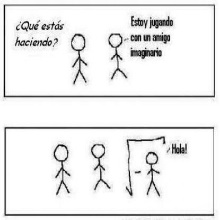 ¿Qué estás
haciendo?
Estoy jugando
con un amigo
imaginario
Hola!